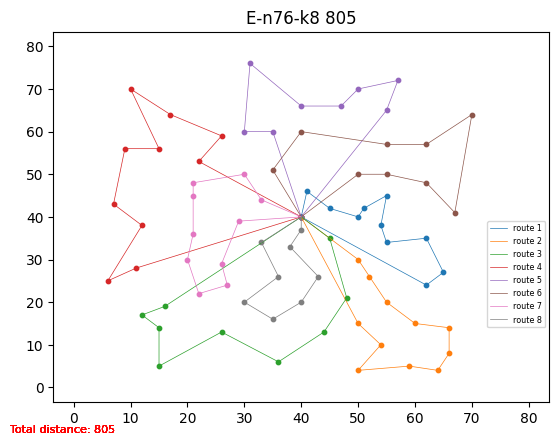 E-n76-k8 805
80
70
60
50
40
30
20
10
0
route 1
route 2
route 3
route 4
route 5
route 6
route 7
route 8
0 10 20 30 40 50 60 70 80
Total distance: 805